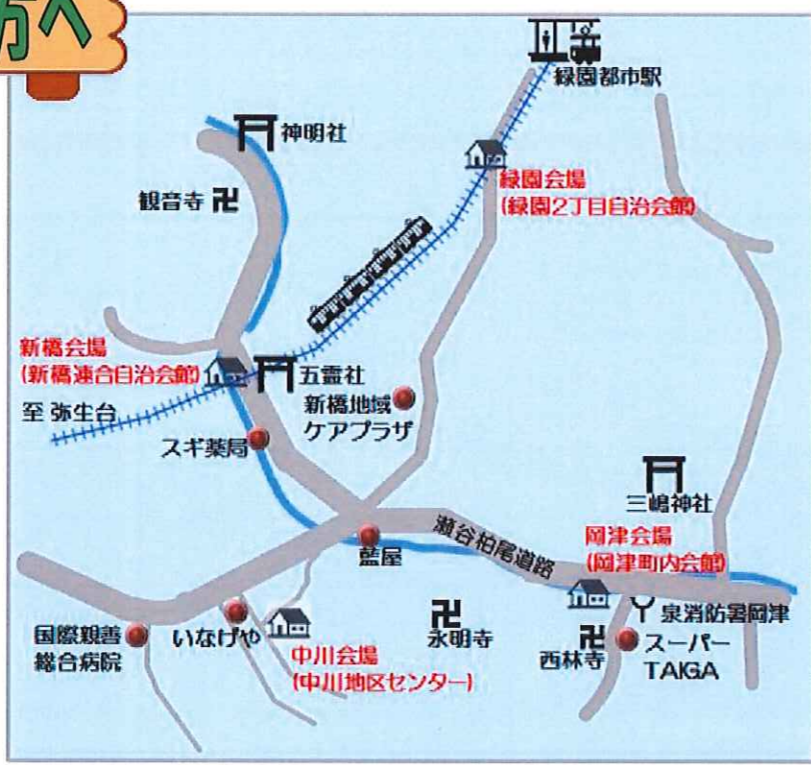 方へ
緑園都市駅
神明社
観音寺
緑園会場
(緑園2丁目自治会館)
新橋会場
(新橋連合自治会館)
五霊社
至 弥生台
新橋地域
ケアプラザ
スギ薬局
三嶋神社
瀬谷柏尾道路
岡津会場
(岡津町内会館)
藍屋
泉消防署岡津
国際親善
総合病院
いなげや
永明寺
西林寺
スーパー
TAIGA
中川会場
(中川地区センター)